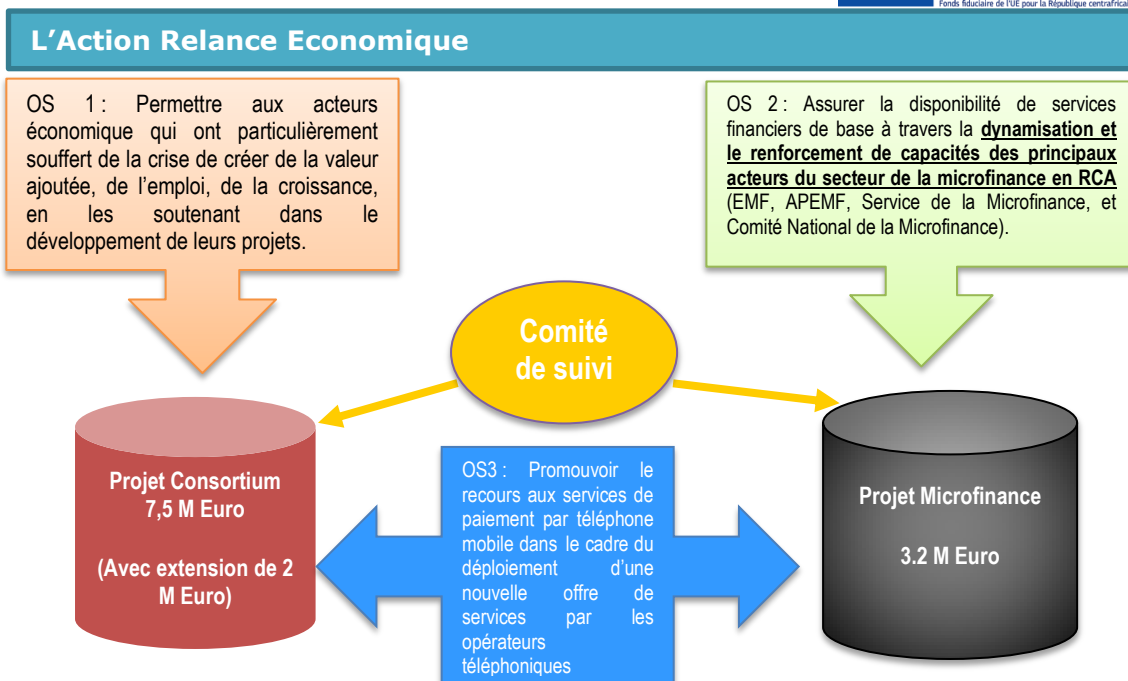 Fonds fiduciaire de l'UE pour la République centrafricai
L'Action Relance Economique
OS 1 : Permettre aux acteurs
économique qui ont particulièrement
souffert de la crise de créer de la valeur
ajoutée, de l'emploi, de la croissance,
en les soutenant dans le
développement de leurs projets.
OS 2 : Assurer la disponibilité de services
financiers de base à travers la dynamisation et
le renforcement de capacités des principaux
acteurs du secteur de la microfinance en RCA
(EMF, APEMF, Service de la Microfinance, et
Comité National de la Microfinance).
Comité
de suivi
Projet Consortium
7,5 M Euro
(Avec extension de 2
M Euro)
OS3 : Promouvoir le
recours aux services de
paiement par téléphone
mobile dans le cadre du
déploiement d'une
nouvelle offre de
services par les
opérateurs
téléphoniques
Projet Microfinance
3.2 M Euro